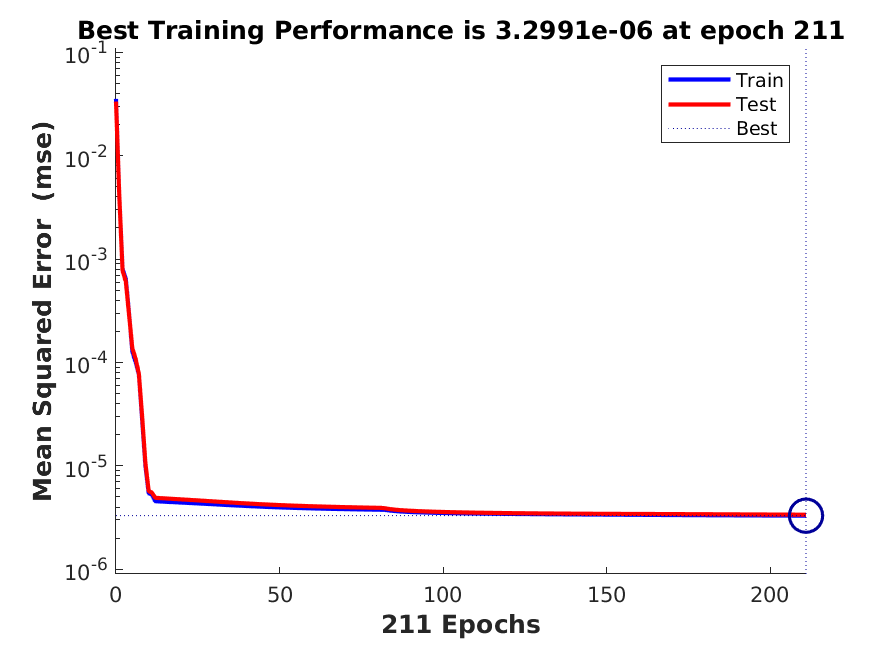 Best Training Performance is 3.2991e-06 at epoch 211
Mean Squared Error  (mse)
10-1
10-2
10-3
10-4
10-5
10-6
Train
Test
Best
0
50
100
150
200
211 Epochs